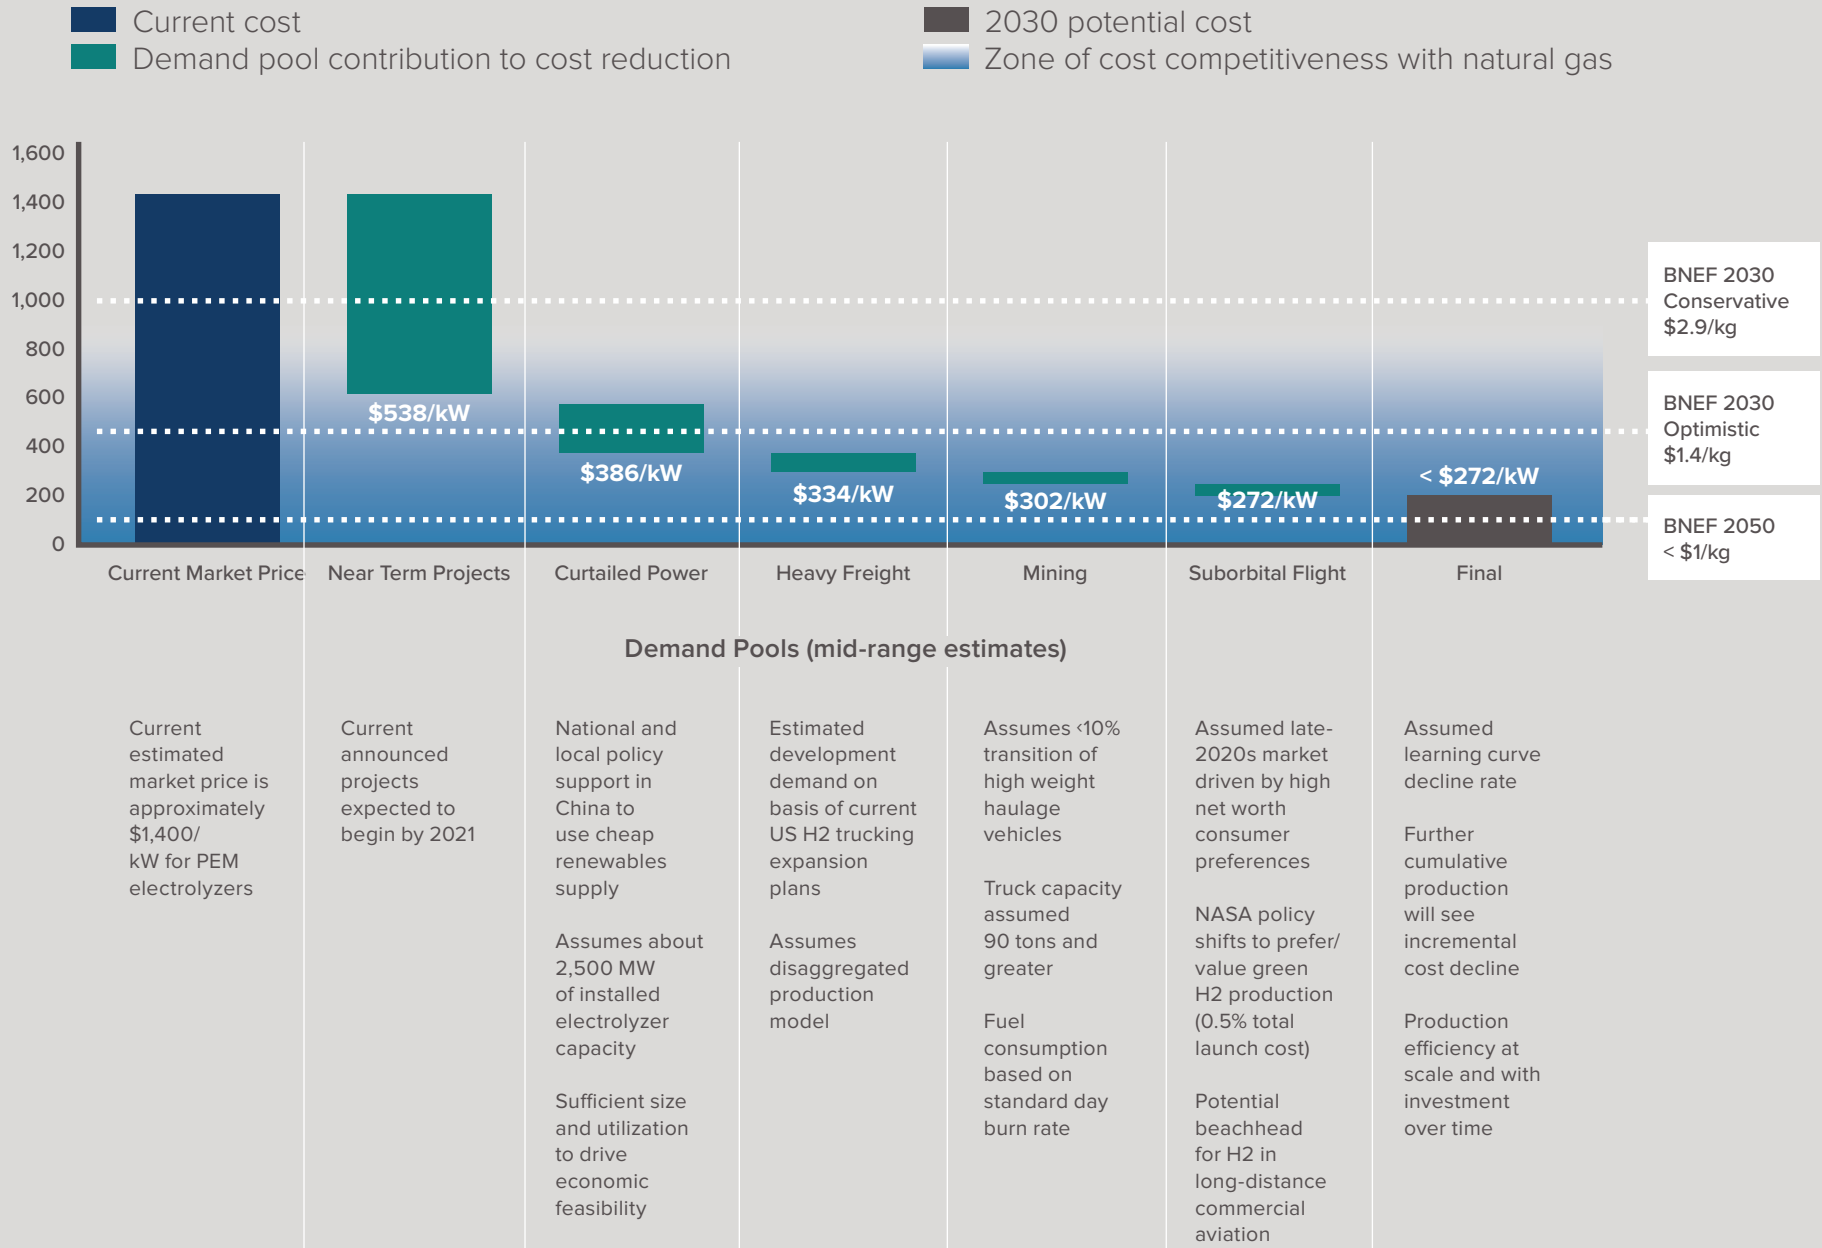 Current cost
Demand pool contribution to cost reduction
2030 potential cost
Zone of cost competitiveness with natural gas
1,600
1,400
1,200
1,000
800
600
400
200
0
$538/kW
$386/kW
$334/kW
$302/kW
$272/kW
< $272/kW
BNEF 2030
Conservative
$2.9/kg
BNEF 2030
Optimistic
$1.4/kg
BNEF 2050
< $1/kg
Current Market Price
Near Term Projects
Curtailed Power
Heavy Freight
Mining
Suborbital Flight
Final
Demand Pools (mid-range estimates)
Current
estimated
market price is
approximately
$1,400/
kW for PEM
electrolyzers
Current
announced
projects
expected to
begin by 2021
National and
local policy
support in
China to
use cheap
renewables
supply
Assumes about
2,500 MW
of installed
electrolyzer
capacity
Sufficient size
and utilization
to drive
economic
feasibility
Estimated
development
demand on
basis of current
US H2 trucking
expansion
plans
Assumes
disaggregated
production
model
Assumes <10%
transition of
high weight
haulage
vehicles
Truck capacity
assumed
90 tons and
greater
Fuel
consumption
based on
standard day
burn rate
Assumed late-
2020s market
driven by high
net worth
consumer
preferences
NASA policy
shifts to prefer/
value green
H2 production
(0.5% total
launch cost)
Potential
beachhead
for H2 in
long-distance
commercial
aviation
Assumed
learning curve
decline rate
Further
cumulative
production
will see
incremental
cost decline
Production
efficiency at
scale and with
investment
over time